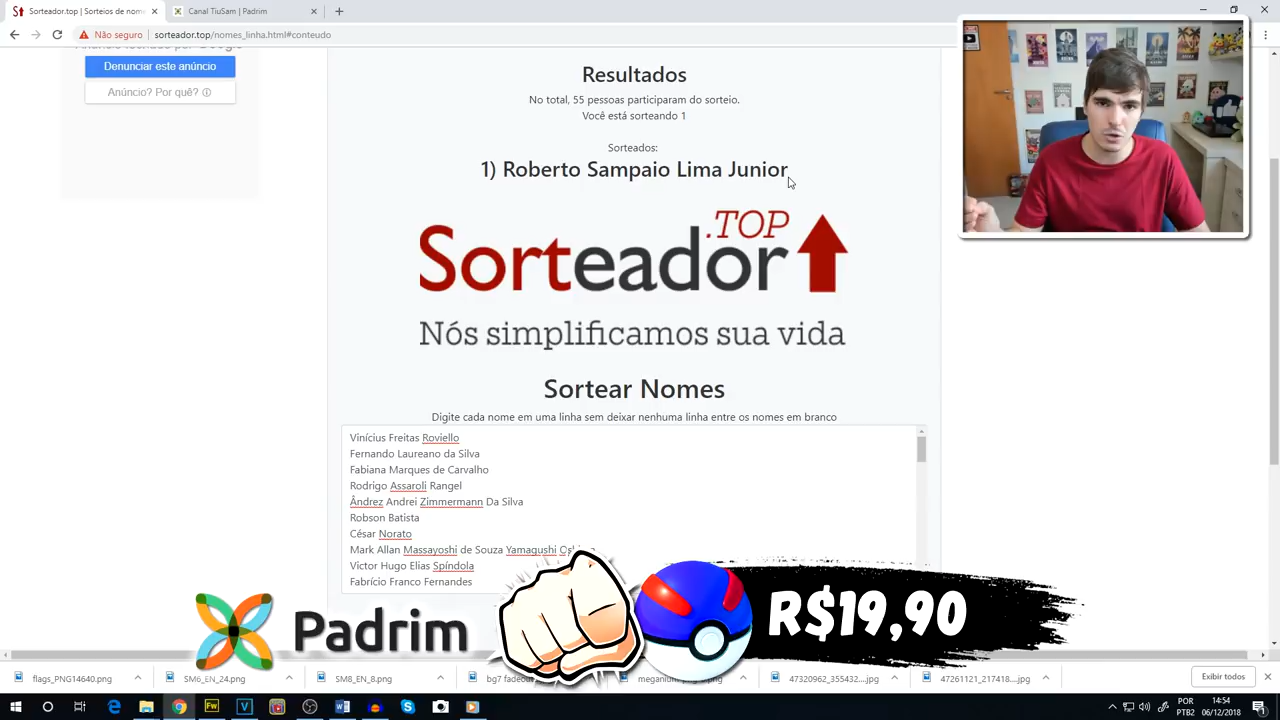 Sorteador.top | Sorteios de nome
Canal TiuSam | Padrim
Não seguro
sorteador.top/nomes_linha.html#conteudo
Denunciar este anúncio
Anúncio? Por quê?
Resultados
No total, 55 pessoas participaram do sorteio.
Você está sorteando 1
Sorteados:
1) Roberto Sampaio Lima Junior
Sorteador
.TOP
Nós simplificamos sua vida
Sortear Nomes
Digite cada nome em uma linha sem deixar nenhuma linha entre os nomes em branco
Vinícius Freitas Roviello
Fernando Laureano da Silva
Fabiana Marques de Carvalho
Rodrigo Assaroli Rangel
Ândrez Andrei Zimmermann Da Silva
Robson Batista
César Norato
Mark Allan Massayoshi de Souza Yamagushi
Victor Hugo Elias Spíndola
Fabrício Franco Fernandes
Padrim
R$19,90
flags_PNG14640.png
SM8_EN_8.png
47320962_355432....jpg
47261121_217418....jpg
Exibir todos
POR
PTB2
14:54
06/12/2018